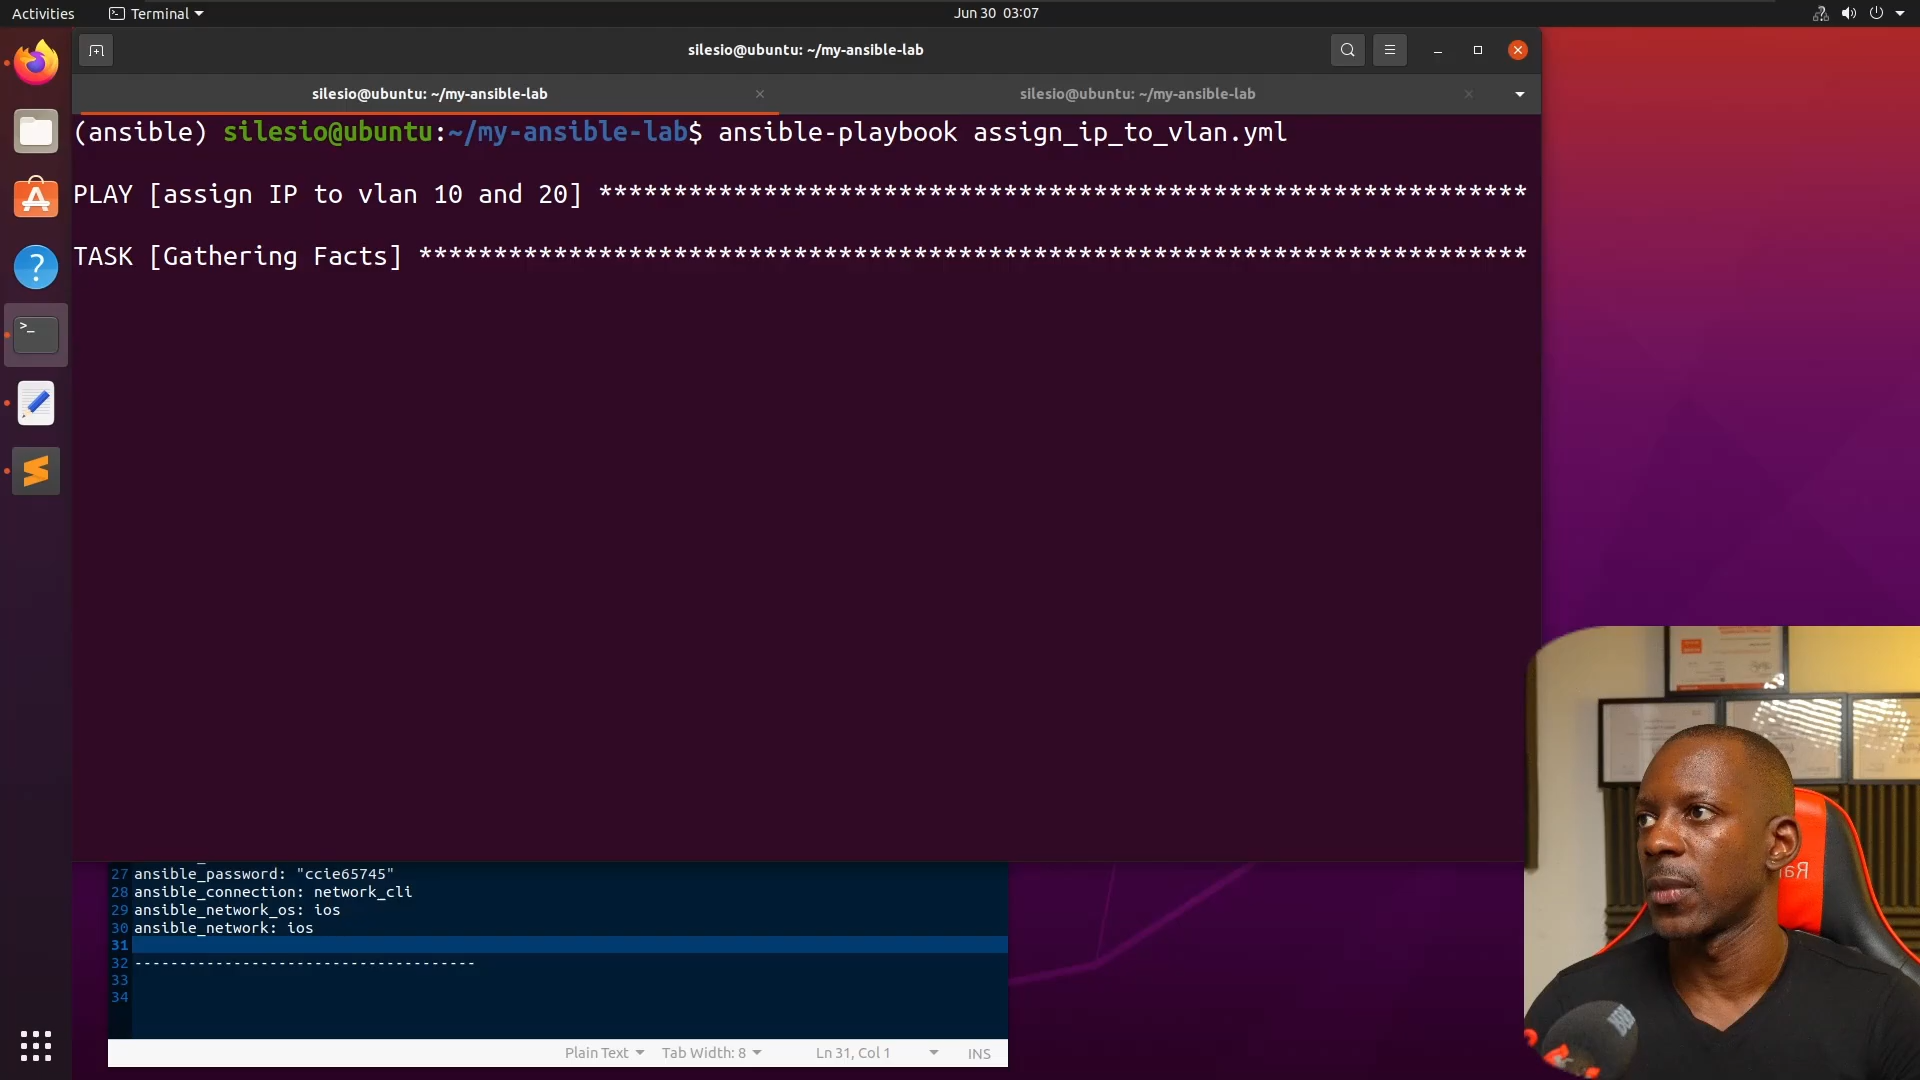 Activities
Terminal
Jun 30 03:07
silesio@ubuntu: ~/my-ansible-lab
silesio@ubuntu: ~/my-ansible-lab
silesio@ubuntu: ~/my-ansible-lab
(ansible) silesio@ubuntu:~/my-ansible-lab$ ansible-playbook assign_ip_to_vlan.yml
PLAY [assign IP to vlan 10 and 20] **************************************************************
TASK [Gathering Facts] **************************************************************************
27 ansible_password: "ccie65745"
28 ansible_connection: network_cli
29 ansible_network_os: ios
30 ansible_network: ios
31
32 --------------------------------------
33
34
Plain Text
Tab Width: 8
Ln 31, Col 1
INS